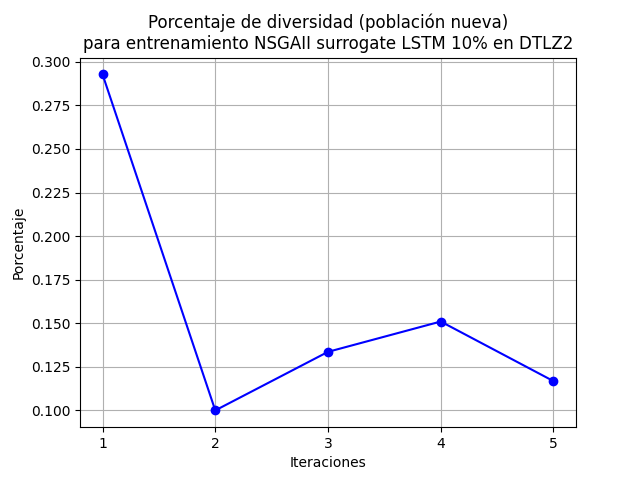 Porcentaje de diversidad (población nueva)
para entrenamiento NSGAII surrogate LSTM 10% en DTLZ2
0.300
0.275
0.250
0.225
0.200
0.175
0.150
0.125
0.100
Porcentaje
1 2 3 4 5
Iteraciones